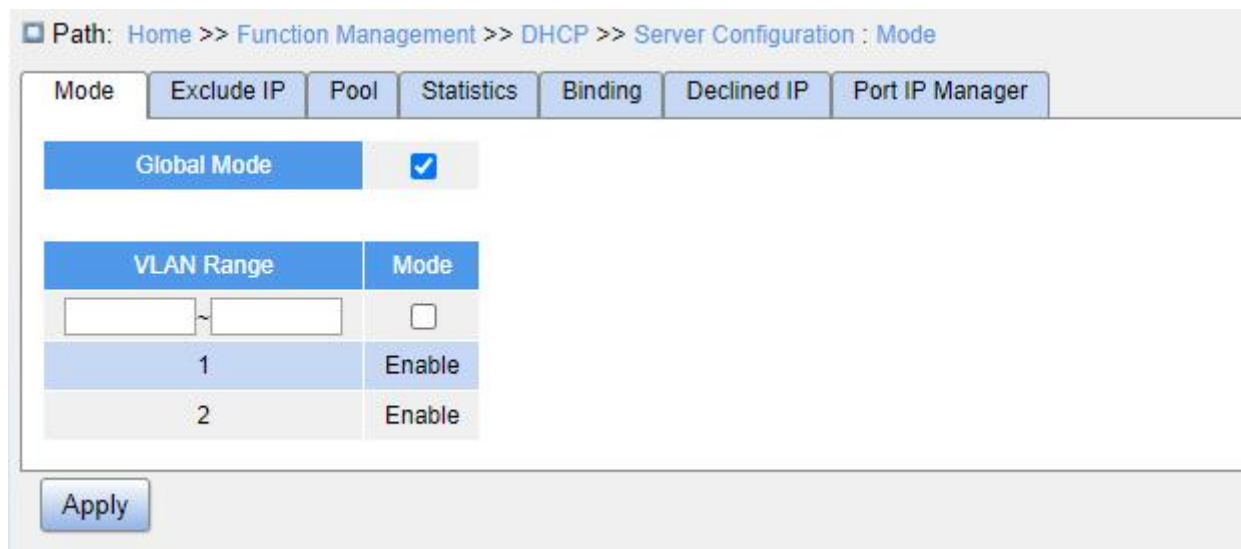 Path: Home >> Function Management >> DHCP >> Server Configuration : Mode
Mode Exclude IP Pool Statistics Binding Declined IP Port IP Manager
Global Mode
VLAN Range Mode
~
1 Enable
2 Enable
Apply